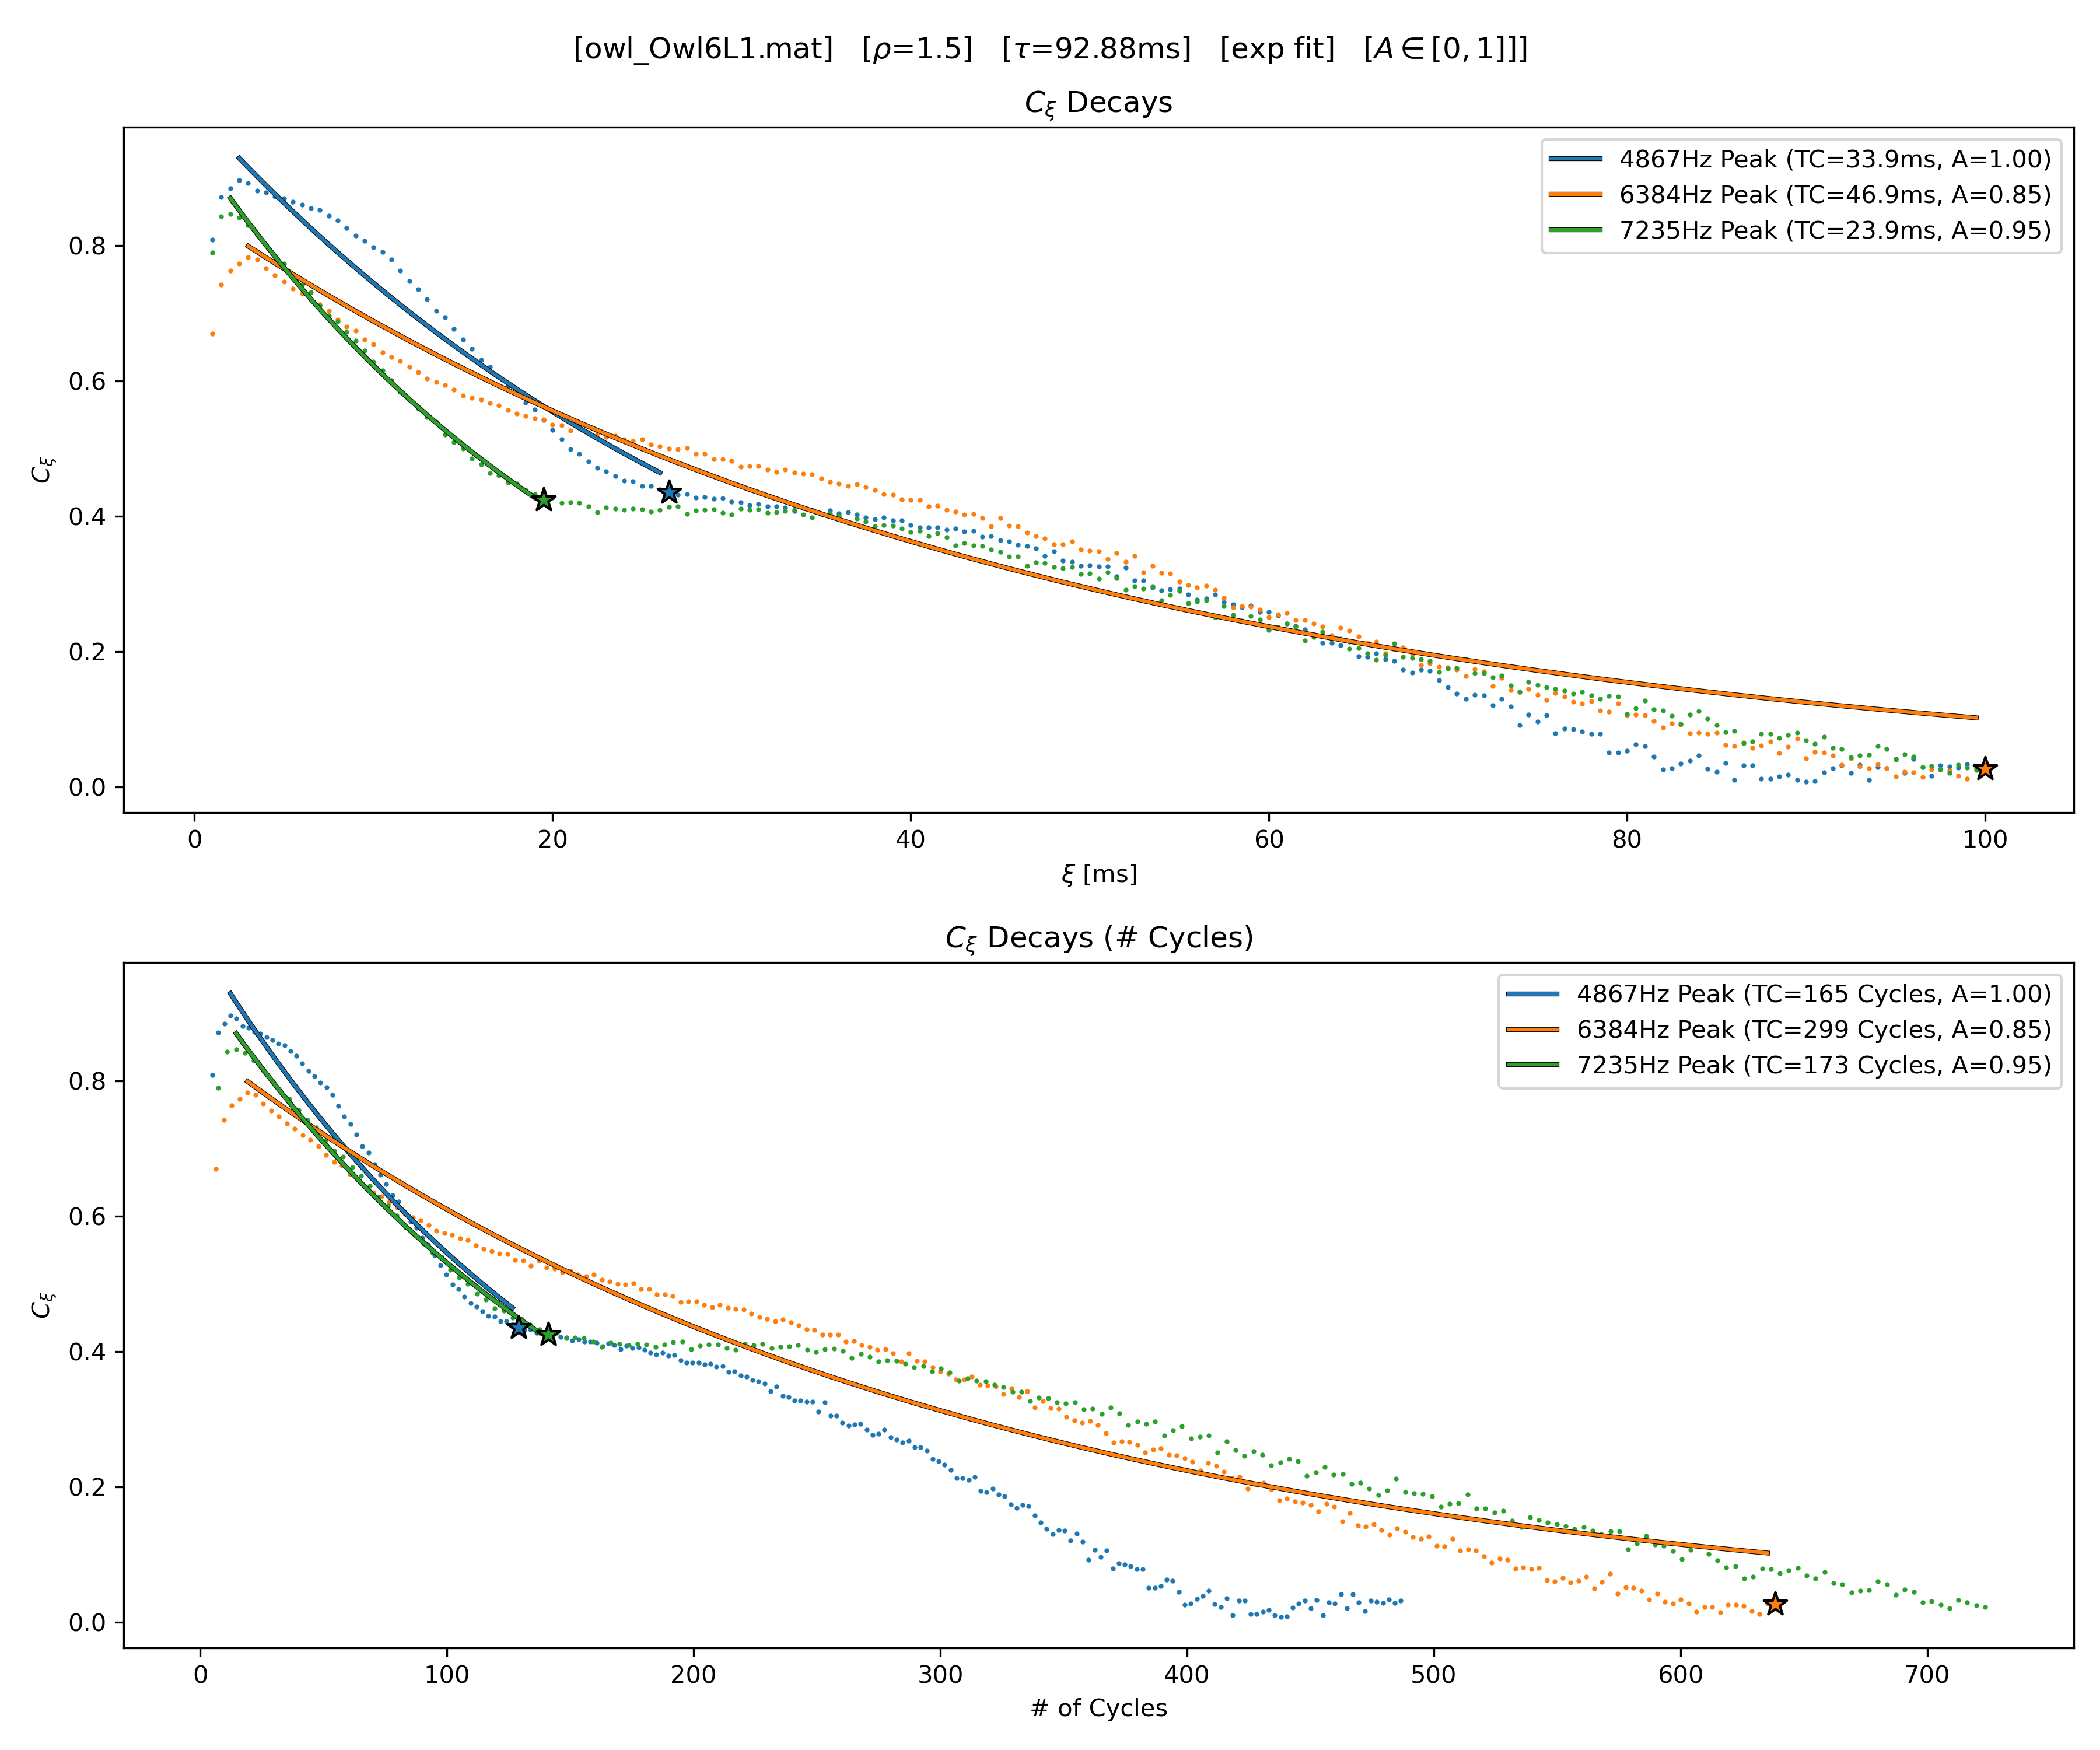 [owl_Owl6L1.mat] [ρ=1.5] [τ=92.88ms] [exp fit] [A ∈ [0, 1]]]
Cξ Decays
4867Hz Peak (TC=33.9ms, A=1.00)
6384Hz Peak (TC=46.9ms, A=0.85)
7235Hz Peak (TC=23.9ms, A=0.95)
Cξ
0.8
0.6
0.4
0.2
0.0
0 20 40 60 80 100
ξ [ms]
Cξ Decays (# Cycles)
4867Hz Peak (TC=165 Cycles, A=1.00)
6384Hz Peak (TC=299 Cycles, A=0.85)
7235Hz Peak (TC=173 Cycles, A=0.95)
Cξ
0.8
0.6
0.4
0.2
0.0
0 100 200 300 400 500 600 700
# of Cycles